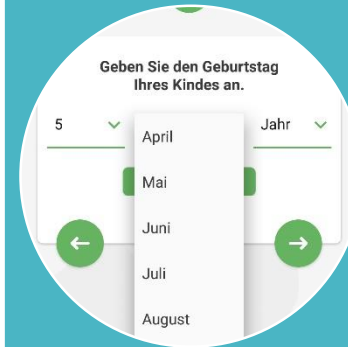 Geben Sie den Geburtstag
Ihres Kindes an.
5
Jahr
April
Mai
Juni
Juli
August